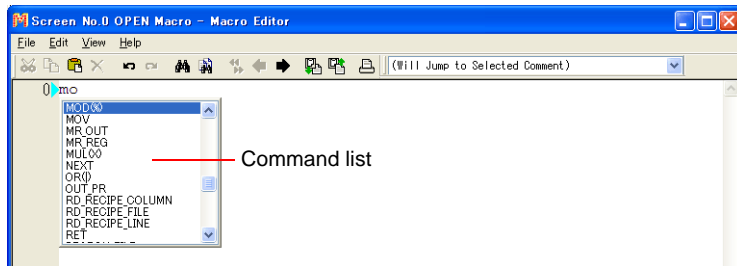 Screen No.0 OPEN Macro - Macro Editor
File Edit View Help
(Will Jump to Selected Comment)
0 mo
MOD(%)
MOV
MR_OUT
MR_REG
MUL(X)
NEXT
OR(|)
OUT_PR
RD_RECIPE_COLUMN
RD_RECIPE_FILE
RD_RECIPE_LINE
RET
Command list